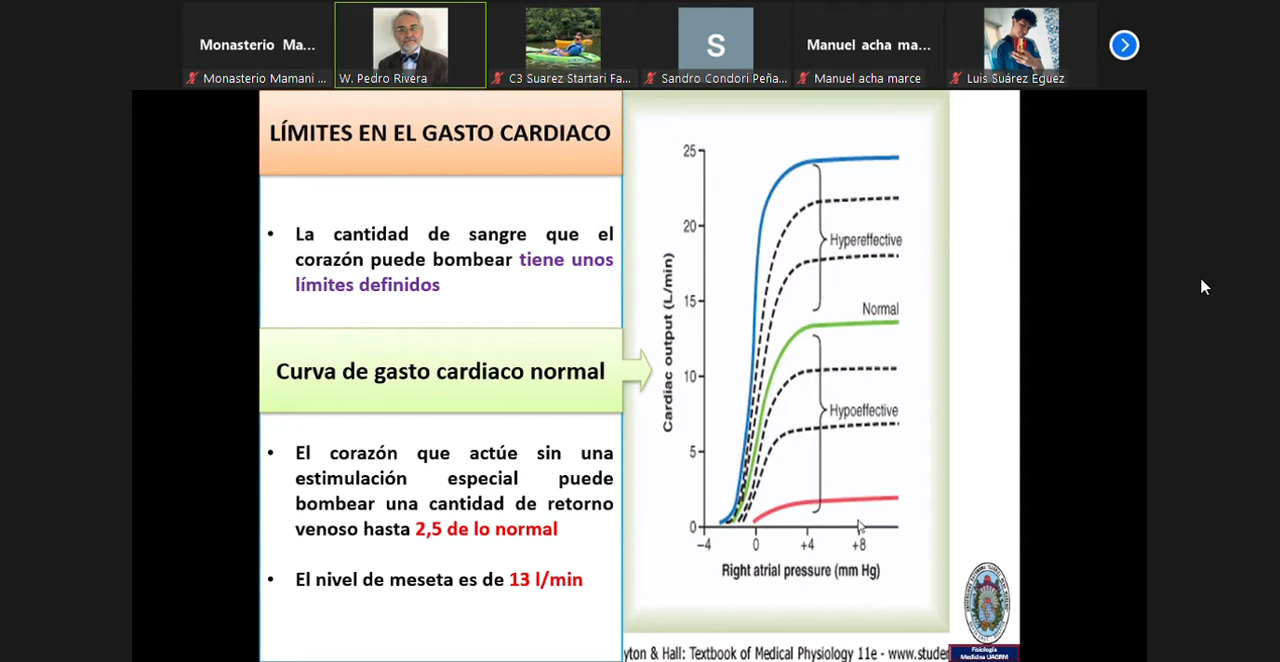 Monasterio Ma...
S
Manuel acha ma...
Monasterio Mamani ...
W. Pedro Rivera
C3 Suarez Startari Fa...
Sandro Condori Peña...
Manuel acha marce
Luis Suárez Eguez
LÍMITES EN EL GASTO CARDIACO
• La cantidad de sangre que el
corazón puede bombear tiene unos
límites definidos
Curva de gasto cardiaco normal
• El corazón que actúe sin una
estimulación especial puede
bombear una cantidad de retorno
venoso hasta 2,5 de lo normal
• El nivel de meseta es de 13 l/min
Cardiac output (L/min)
25
20
15
10
5
0
Hypereffective
Normal
Hypoeffective
−4 0 +4 +8
Right atrial pressure (mm Hg)
yton & Hall: Textbook of Medical Physiology 11e - www.studen
Fisiología
Medicina UAGRM